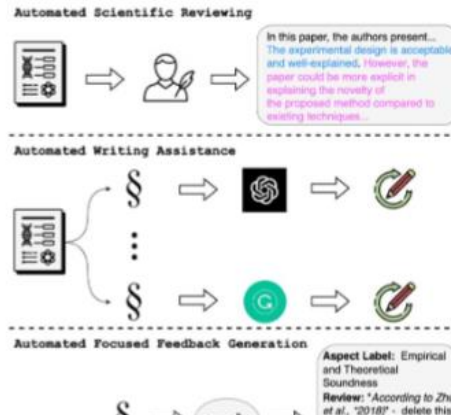 Automated Scientific Reviewing
In this paper, the authors present...
The experimental design is acceptable
and well-explained. However, the
paper could be more explicit in
explaining the novelty of
the proposed method compared to
existing techniques...
Automated Writing Assistance
§
§
G
Automated Focused Feedback Generation
Aspect Label: Empirical
and Theoretical
Soundness
Review: "According to Zh
et al., "2018)" - delete this